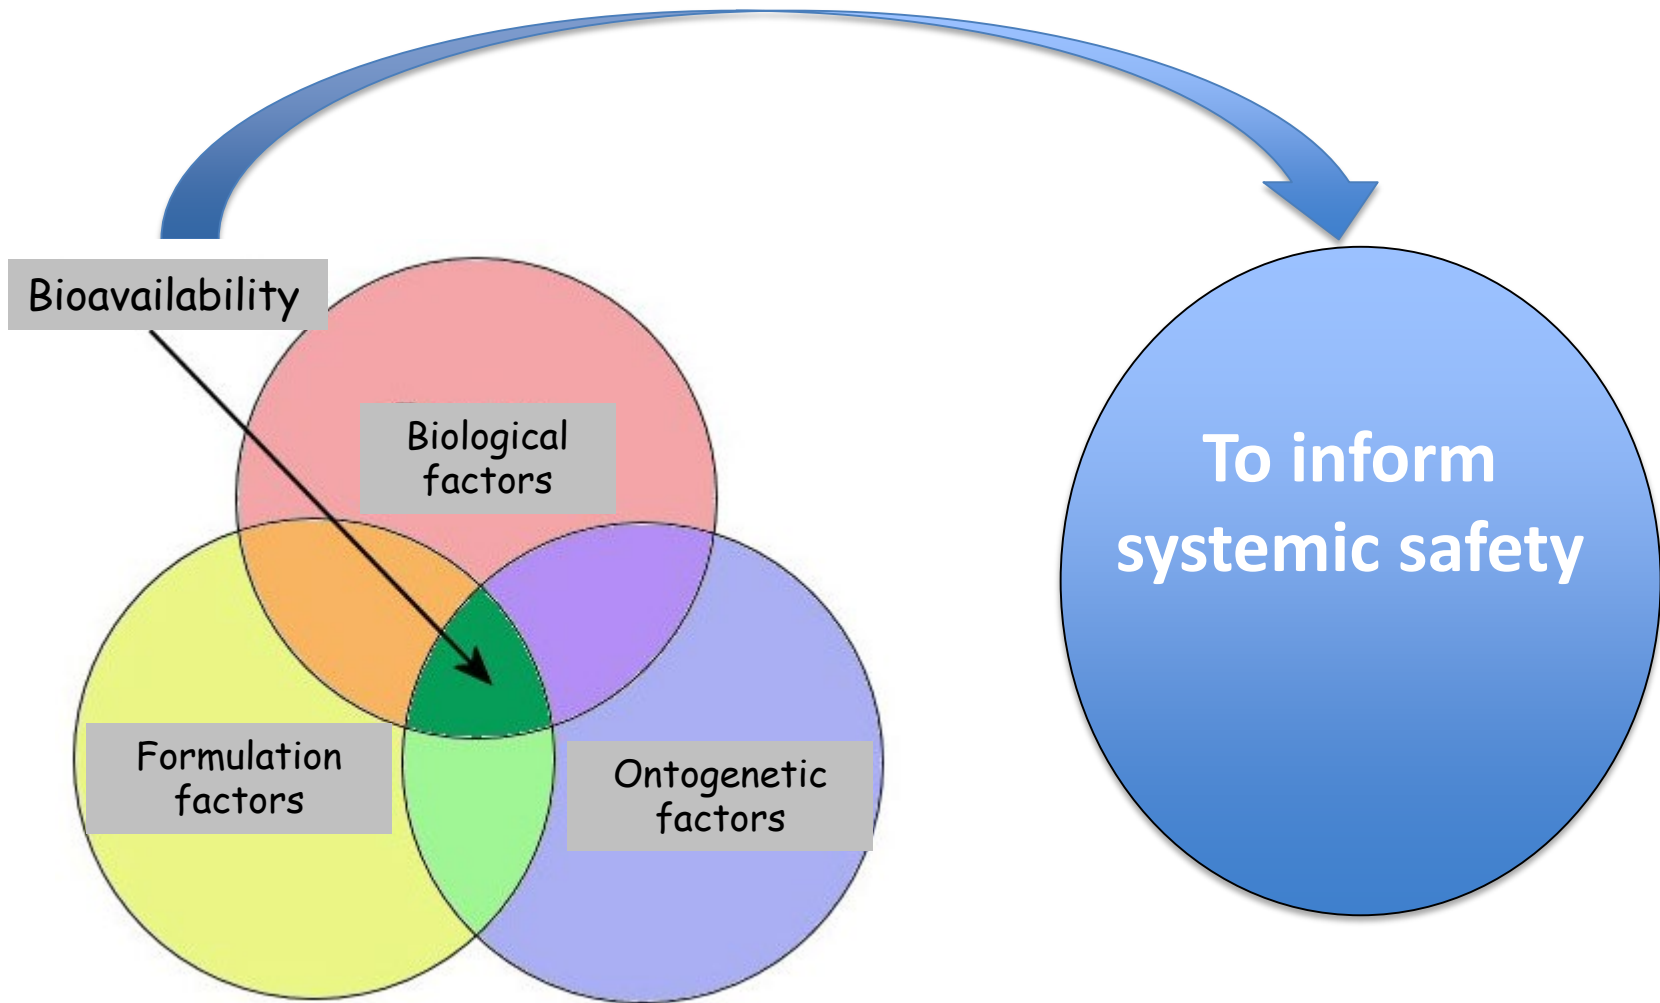 Bioavailability
Biological
factors
Formulation
factors
Ontogenetic
factors
To inform
systemic safety